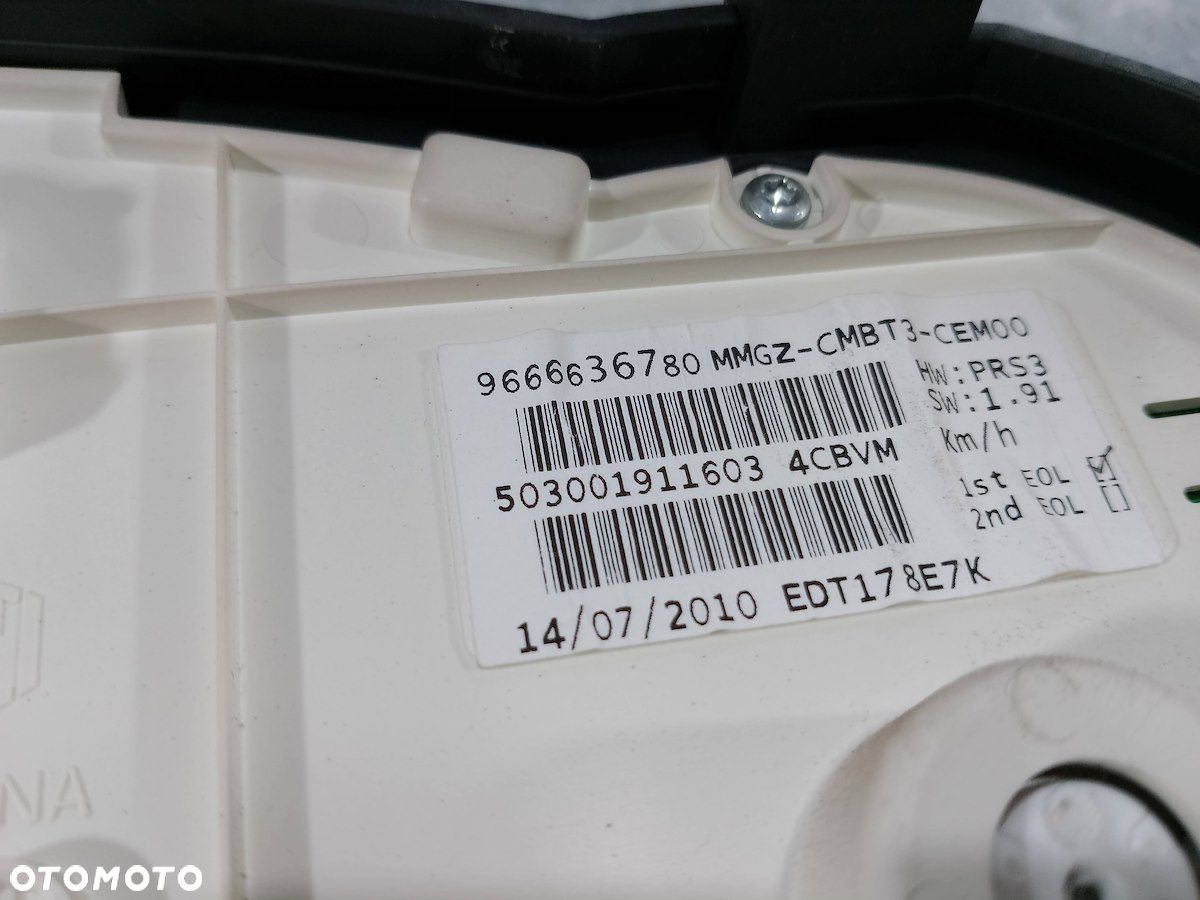 9666636780 MMGZ-CMBT3-CEM00
HW:PRS3
SW:1.91
Km/h
503001911603 4CBVM
1st EOL [✓]
2nd EOL []
14/07/2010 EDT178E7K
NA
OTOMOTO